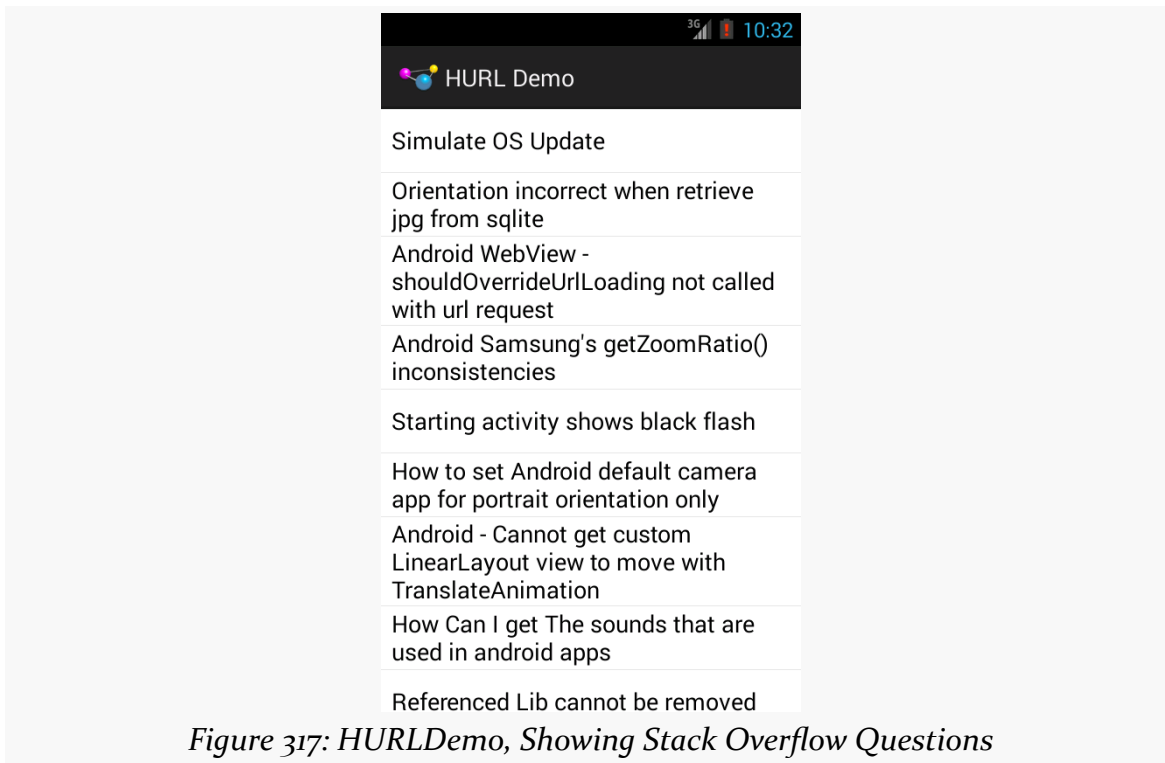 3G 10:32
HURL Demo
Simulate OS Update
Orientation incorrect when retrieve
jpg from sqlite
Android WebView -
shouldOverrideUrlLoading not called
with url request
Android Samsung's getZoomRatio()
inconsistencies
Starting activity shows black flash
How to set Android default camera
app for portrait orientation only
Android - Cannot get custom
LinearLayout view to move with
TranslateAnimation
How Can I get The sounds that are
used in android apps
Referenced Lib cannot be removed
Figure 317: HURLDemo, Showing Stack Overflow Questions